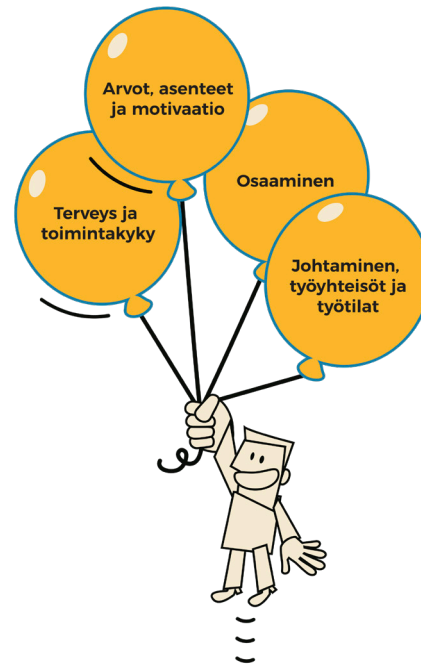 Arvot, asenteet
ja motivaatio
Osaaminen
Terveys ja
toimintakyky
Johtaminen,
työyhteisöt ja
työtilat